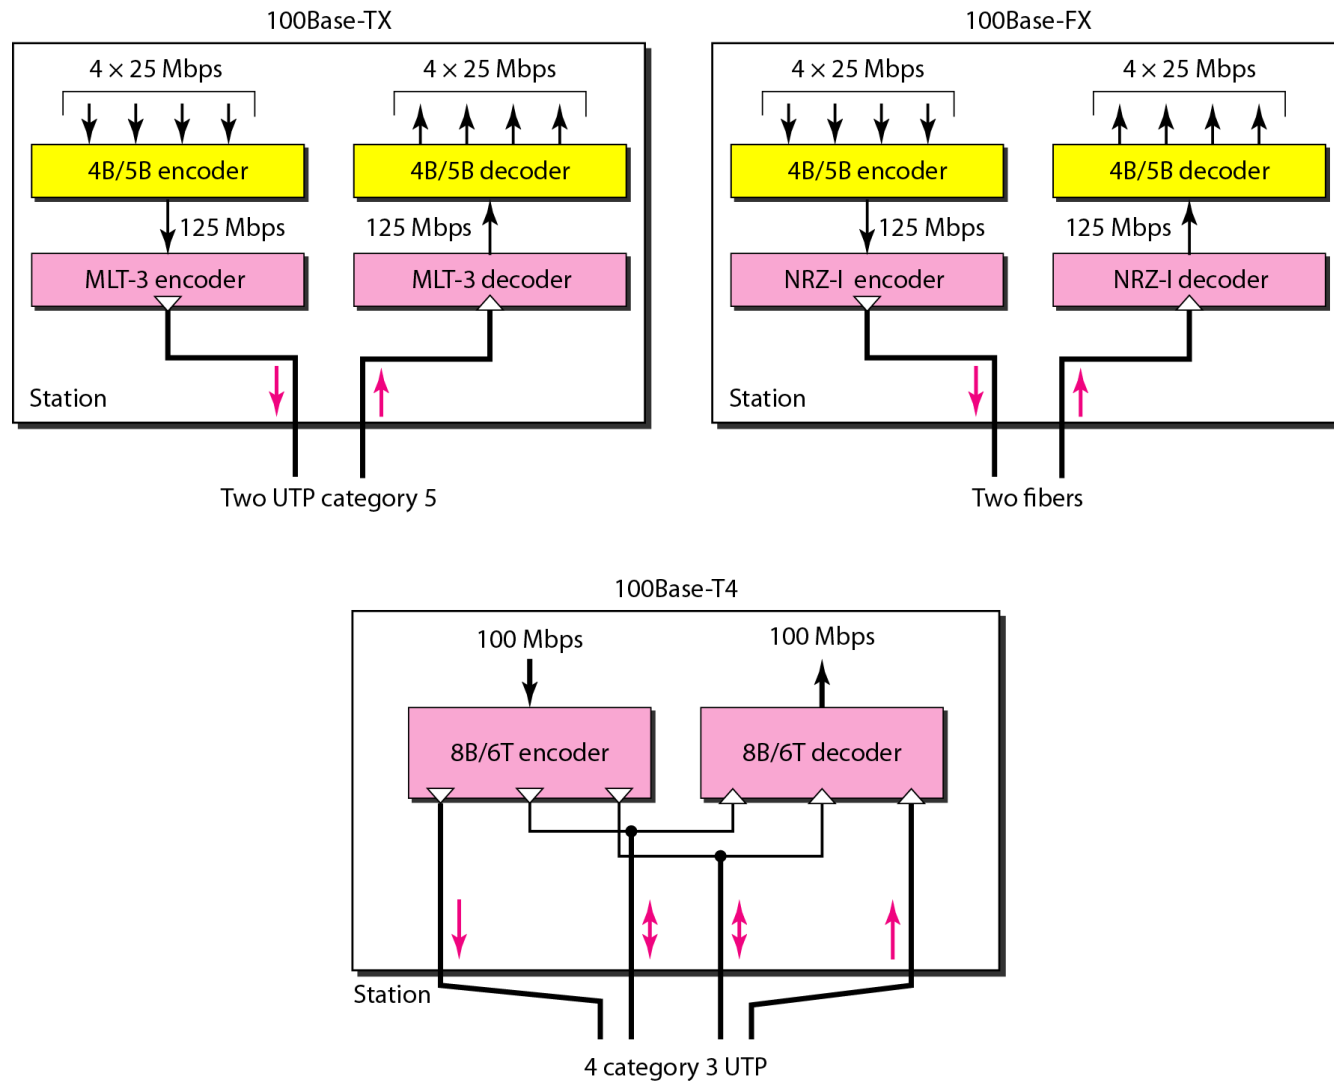 100Base-TX
4 × 25 Mbps
4 × 25 Mbps
4B/5B encoder
4B/5B decoder
125 Mbps
125 Mbps
MLT-3 encoder
MLT-3 decoder
Station
Two UTP category 5
100Base-FX
4 × 25 Mbps
4 × 25 Mbps
4B/5B encoder
4B/5B decoder
125 Mbps
125 Mbps
NRZ-I encoder
NRZ-I decoder
Station
Two fibers
100Base-T4
100 Mbps
100 Mbps
8B/6T encoder
8B/6T decoder
Station
4 category 3 UTP